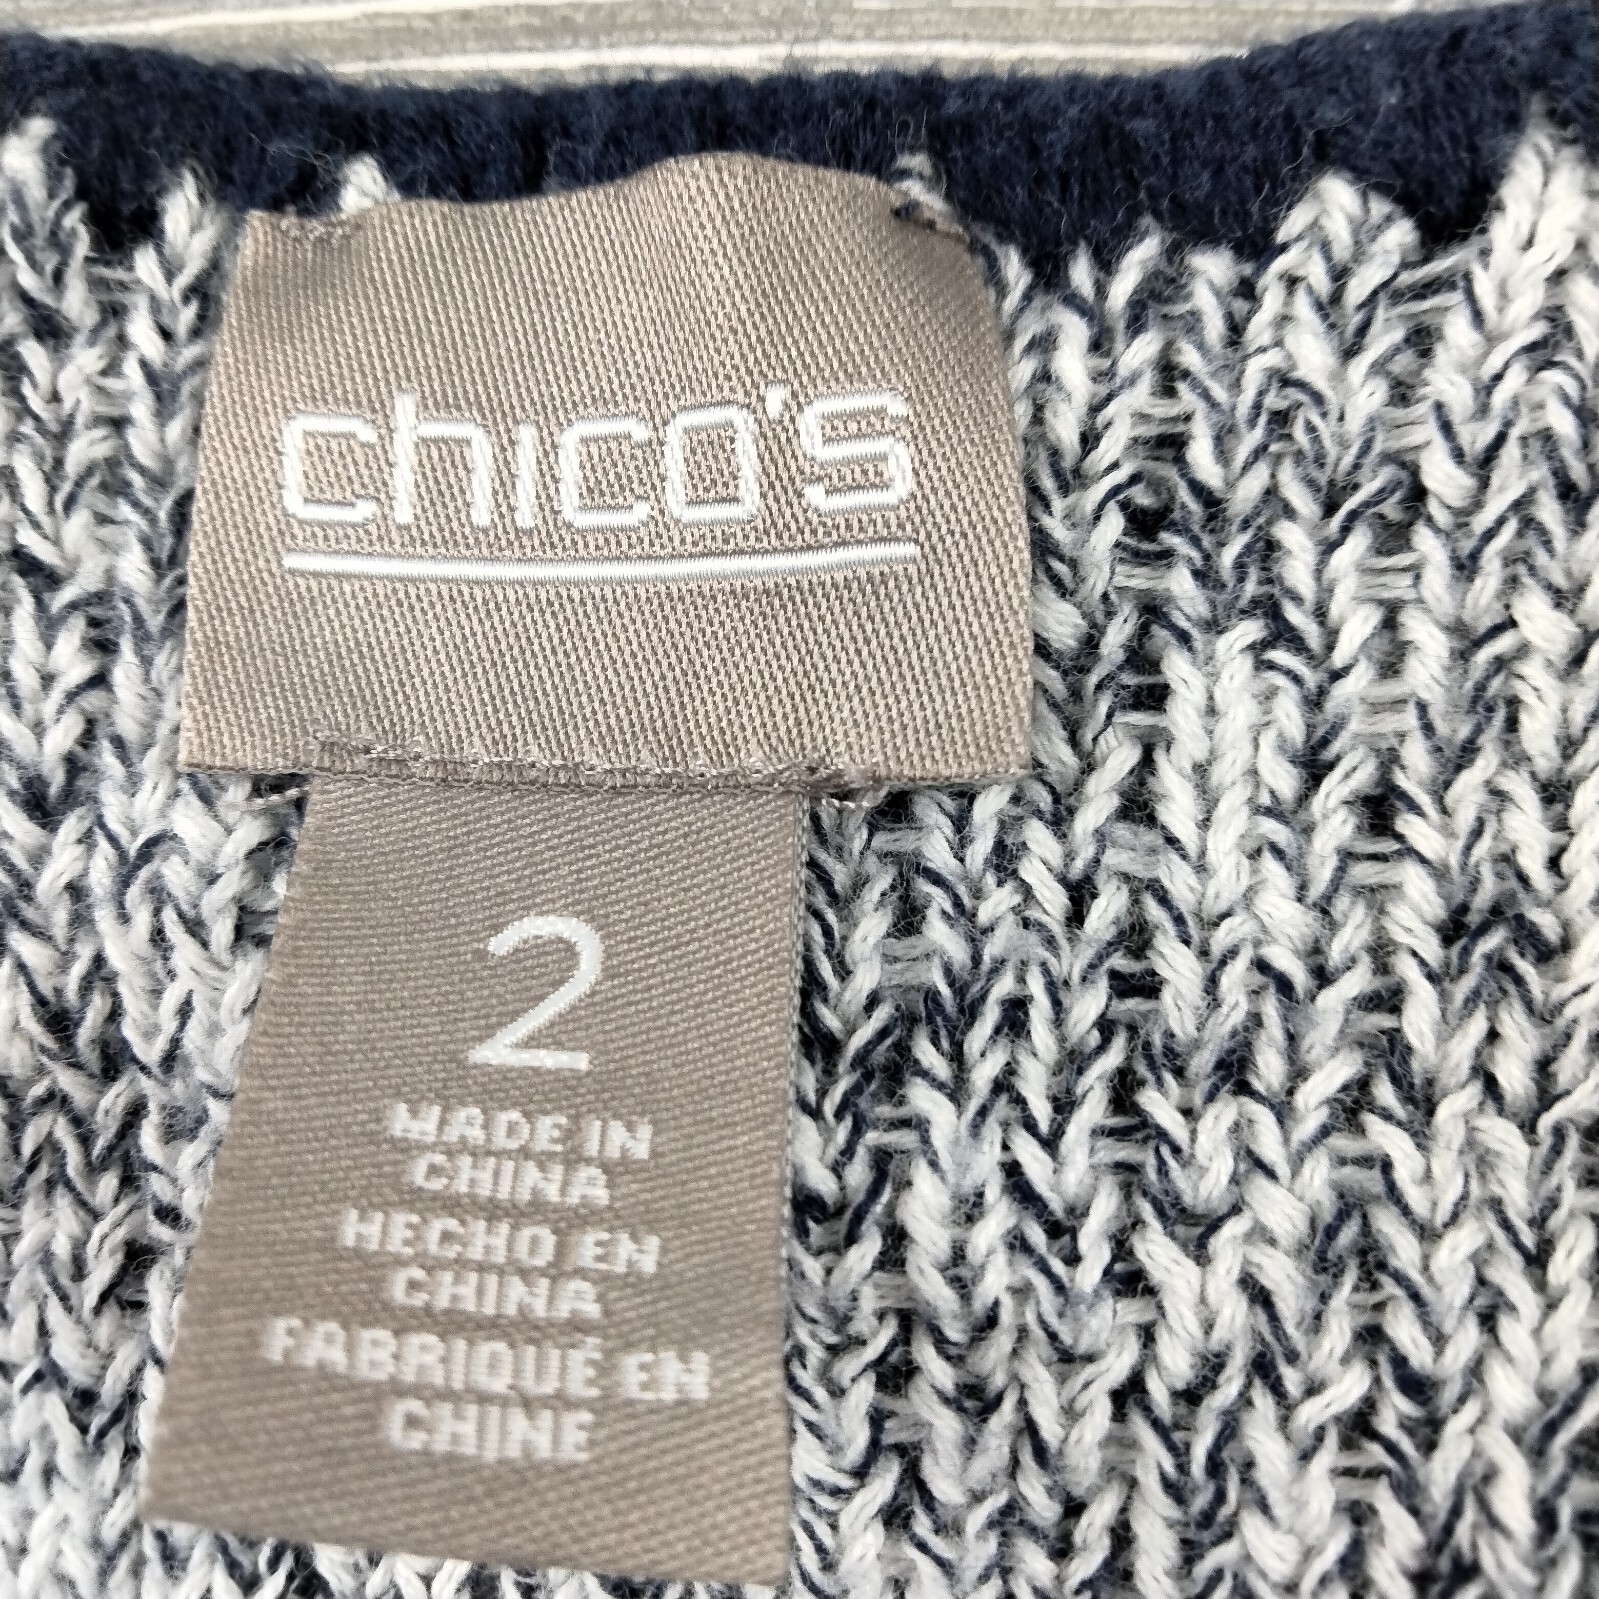 chico's
2
MADE IN
CHINA
HECHO EN
CHINA
FABRIQUÉ EN
CHINE